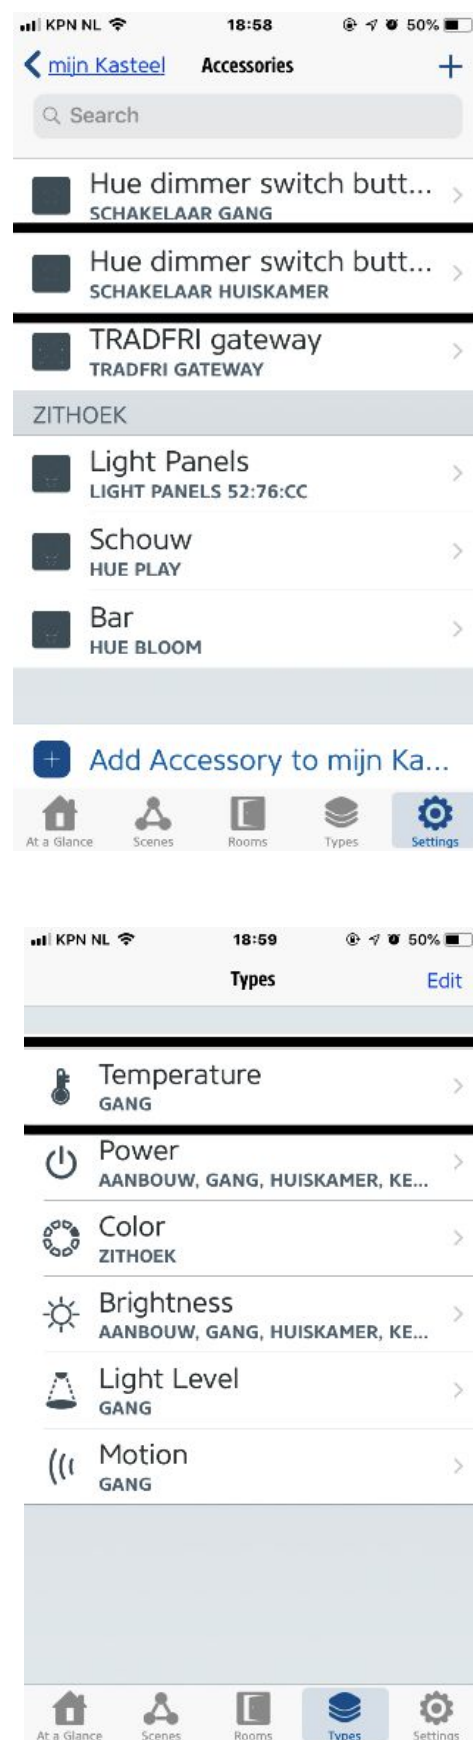 KPN NL 18:58 50%
mijn Kasteel Accessories +
Search
Hue dimmer switch butt...
SCHAKELAAR GANG
Hue dimmer switch butt...
SCHAKELAAR HUISKAMER
TRADFRI gateway
TRADFRI GATEWAY
ZITHOEK
Light Panels
LIGHT PANELS 52:76:CC
Schouw
HUE PLAY
Bar
HUE BLOOM
+ Add Accessory to mijn Ka...
At a Glance Scenes Rooms Types Settings
KPN NL 18:59 50%
Types Edit
Temperature
GANG
Power
AANBOUW, GANG, HUISKAMER, KE...
Color
ZITHOEK
Brightness
AANBOUW, GANG, HUISKAMER, KE...
Light Level
GANG
Motion
GANG
At a Glance Scenes Rooms Types Settings